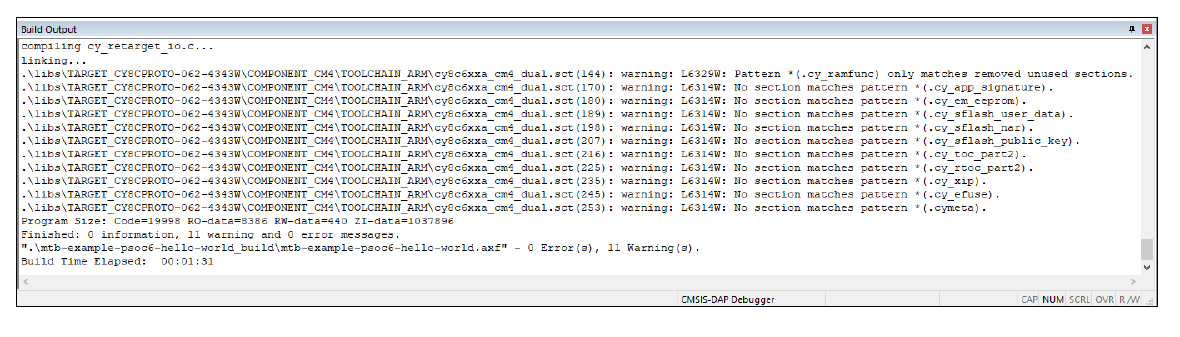 Build Output
compiling cy_retarget_io.c...
linking...
.\libs\TARGET_CY8CPROTO-062-4343W\COMPONENT_CM4\TOOLCHAIN_ARM\cy8c6xxa_cm4_dual.sct(144): warning: L6329W: Pattern *(.cy_ramfunc) only matches removed unused sections.
.\libs\TARGET_CY8CPROTO-062-4343W\COMPONENT_CM4\TOOLCHAIN_ARM\cy8c6xxa_cm4_dual.sct(170): warning: L6314W: No section matches pattern *(.cy_app_signature).
.\libs\TARGET_CY8CPROTO-062-4343W\COMPONENT_CM4\TOOLCHAIN_ARM\cy8c6xxa_cm4_dual.sct(180): warning: L6314W: No section matches pattern *(.cy_em_eeprom).
.\libs\TARGET_CY8CPROTO-062-4343W\COMPONENT_CM4\TOOLCHAIN_ARM\cy8c6xxa_cm4_dual.sct(189): warning: L6314W: No section matches pattern *(.cy_sflash_user_data).
.\libs\TARGET_CY8CPROTO-062-4343W\COMPONENT_CM4\TOOLCHAIN_ARM\cy8c6xxa_cm4_dual.sct(198): warning: L6314W: No section matches pattern *(.cy_sflash_nar).
.\libs\TARGET_CY8CPROTO-062-4343W\COMPONENT_CM4\TOOLCHAIN_ARM\cy8c6xxa_cm4_dual.sct(207): warning: L6314W: No section matches pattern *(.cy_sflash_public_key).
.\libs\TARGET_CY8CPROTO-062-4343W\COMPONENT_CM4\TOOLCHAIN_ARM\cy8c6xxa_cm4_dual.sct(216): warning: L6314W: No section matches pattern *(.cy_toc_part2).
.\libs\TARGET_CY8CPROTO-062-4343W\COMPONENT_CM4\TOOLCHAIN_ARM\cy8c6xxa_cm4_dual.sct(225): warning: L6314W: No section matches pattern *(.cy_rtoc_part2).
.\libs\TARGET_CY8CPROTO-062-4343W\COMPONENT_CM4\TOOLCHAIN_ARM\cy8c6xxa_cm4_dual.sct(235): warning: L6314W: No section matches pattern *(.cy_xip).
.\libs\TARGET_CY8CPROTO-062-4343W\COMPONENT_CM4\TOOLCHAIN_ARM\cy8c6xxa_cm4_dual.sct(245): warning: L6314W: No section matches pattern *(.cy_efuse).
.\libs\TARGET_CY8CPROTO-062-4343W\COMPONENT_CM4\TOOLCHAIN_ARM\cy8c6xxa_cm4_dual.sct(253): warning: L6314W: No section matches pattern *(.cymeta).
Program Size: Code=19998 RO-data=8386 RW-data=440 ZI-data=1037896
Finished: 0 information, 11 warning and 0 error messages.
".\mtb-example-psoc6-hello-world_build\mtb-example-psoc6-hello-world.axf" - 0 Error(s), 11 Warning(s).
Build Time Elapsed:  00:01:31
CMSIS-DAP Debugger CAP NUM SCRL OVR R/W